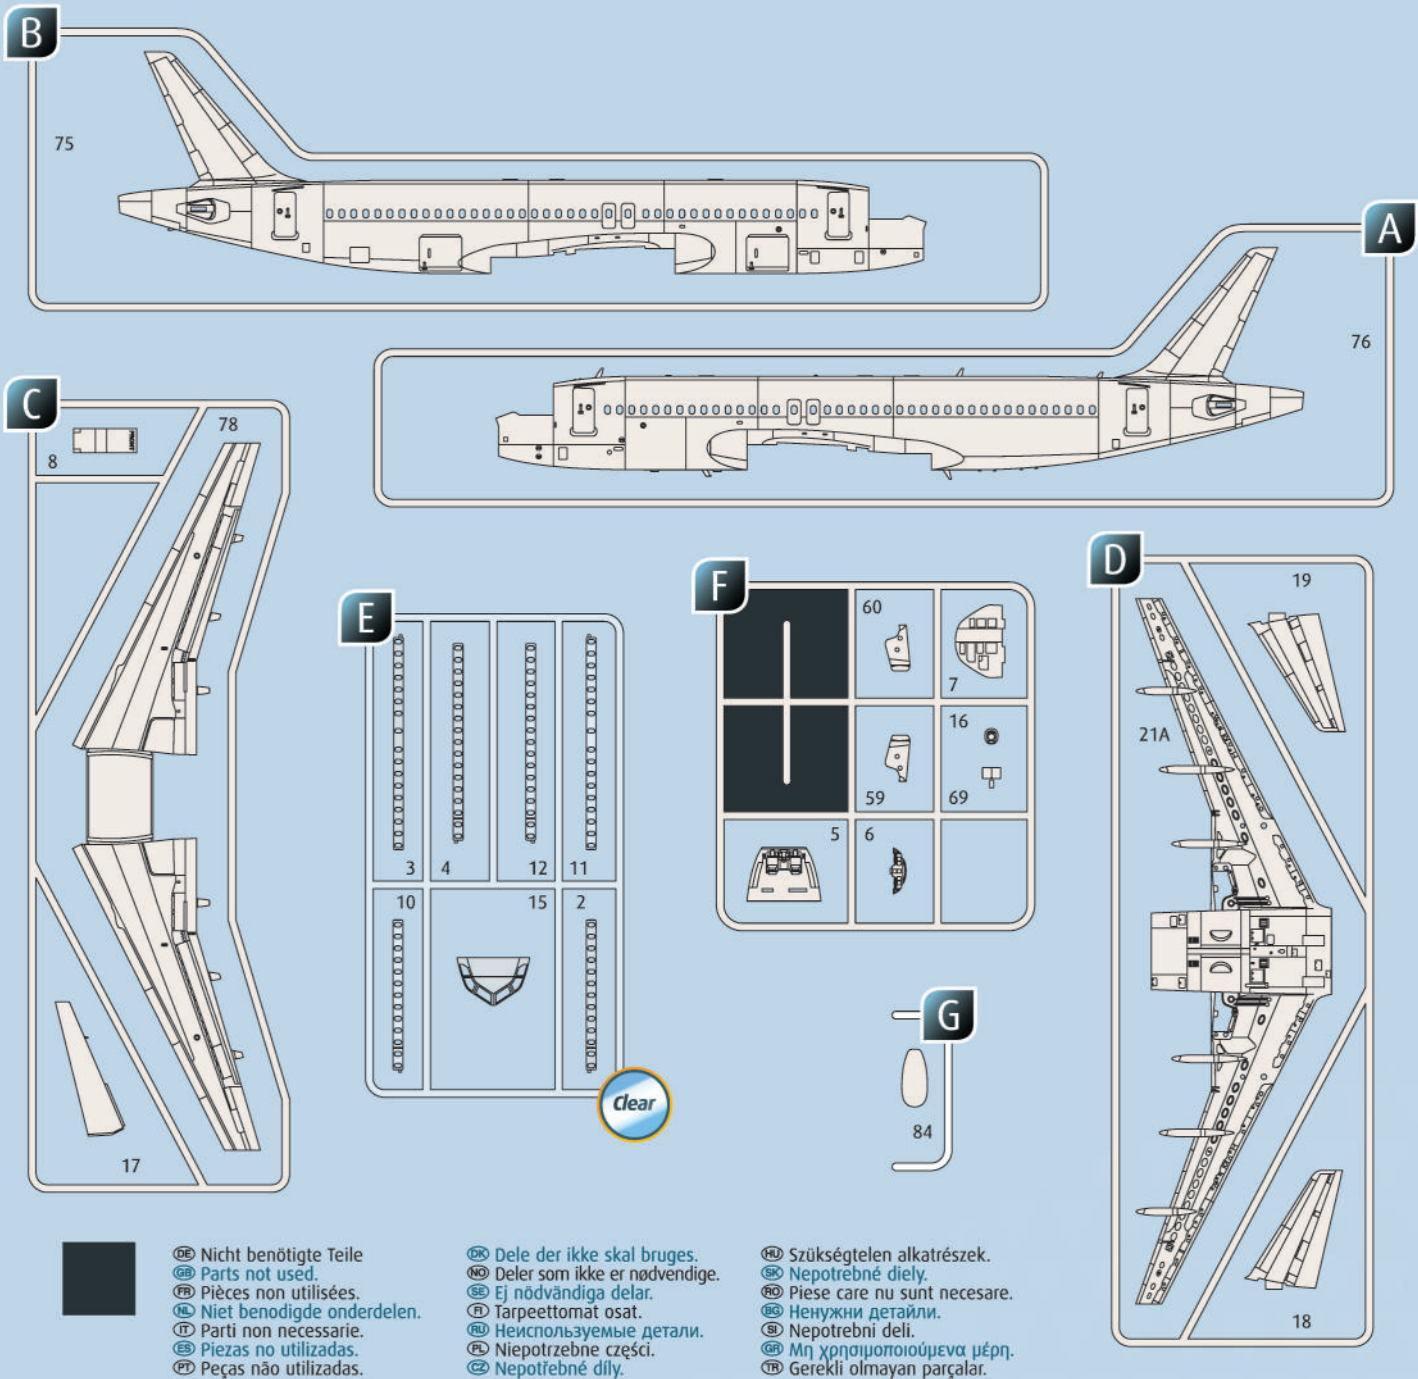 B
75
A
76
C
8
FRONT
78
17
E
3
4
12
11
10
15
2
Clear
F
60
7
16
59
69
5
6
G
84
D
19
21A
18
DE Nicht benötigte Teile
GB Parts not used.
FR Pièces non utilisées.
NL Niet benodigde onderdelen.
IT Parti non necessarie.
ES Piezas no utilizadas.
PT Peças não utilizadas.
DK Dele der ikke skal bruges.
NO Deler som ikke er nødvendige.
SE Ej nödvändiga delar.
FI Tarpeettomat osat.
RU Неиспользуемые детали.
PL Niepotrzebne części.
CZ Nepotřebné díly.
HU Szükségtelen alkatrészek.
SK Nepotrebné diely.
RO Piese care nu sunt necesare.
BG Ненужни детайли.
SI Nepotrebni deli.
GR Μη χρησιμοποιούμενα μέρη.
TR Gerekli olmayan parçalar.